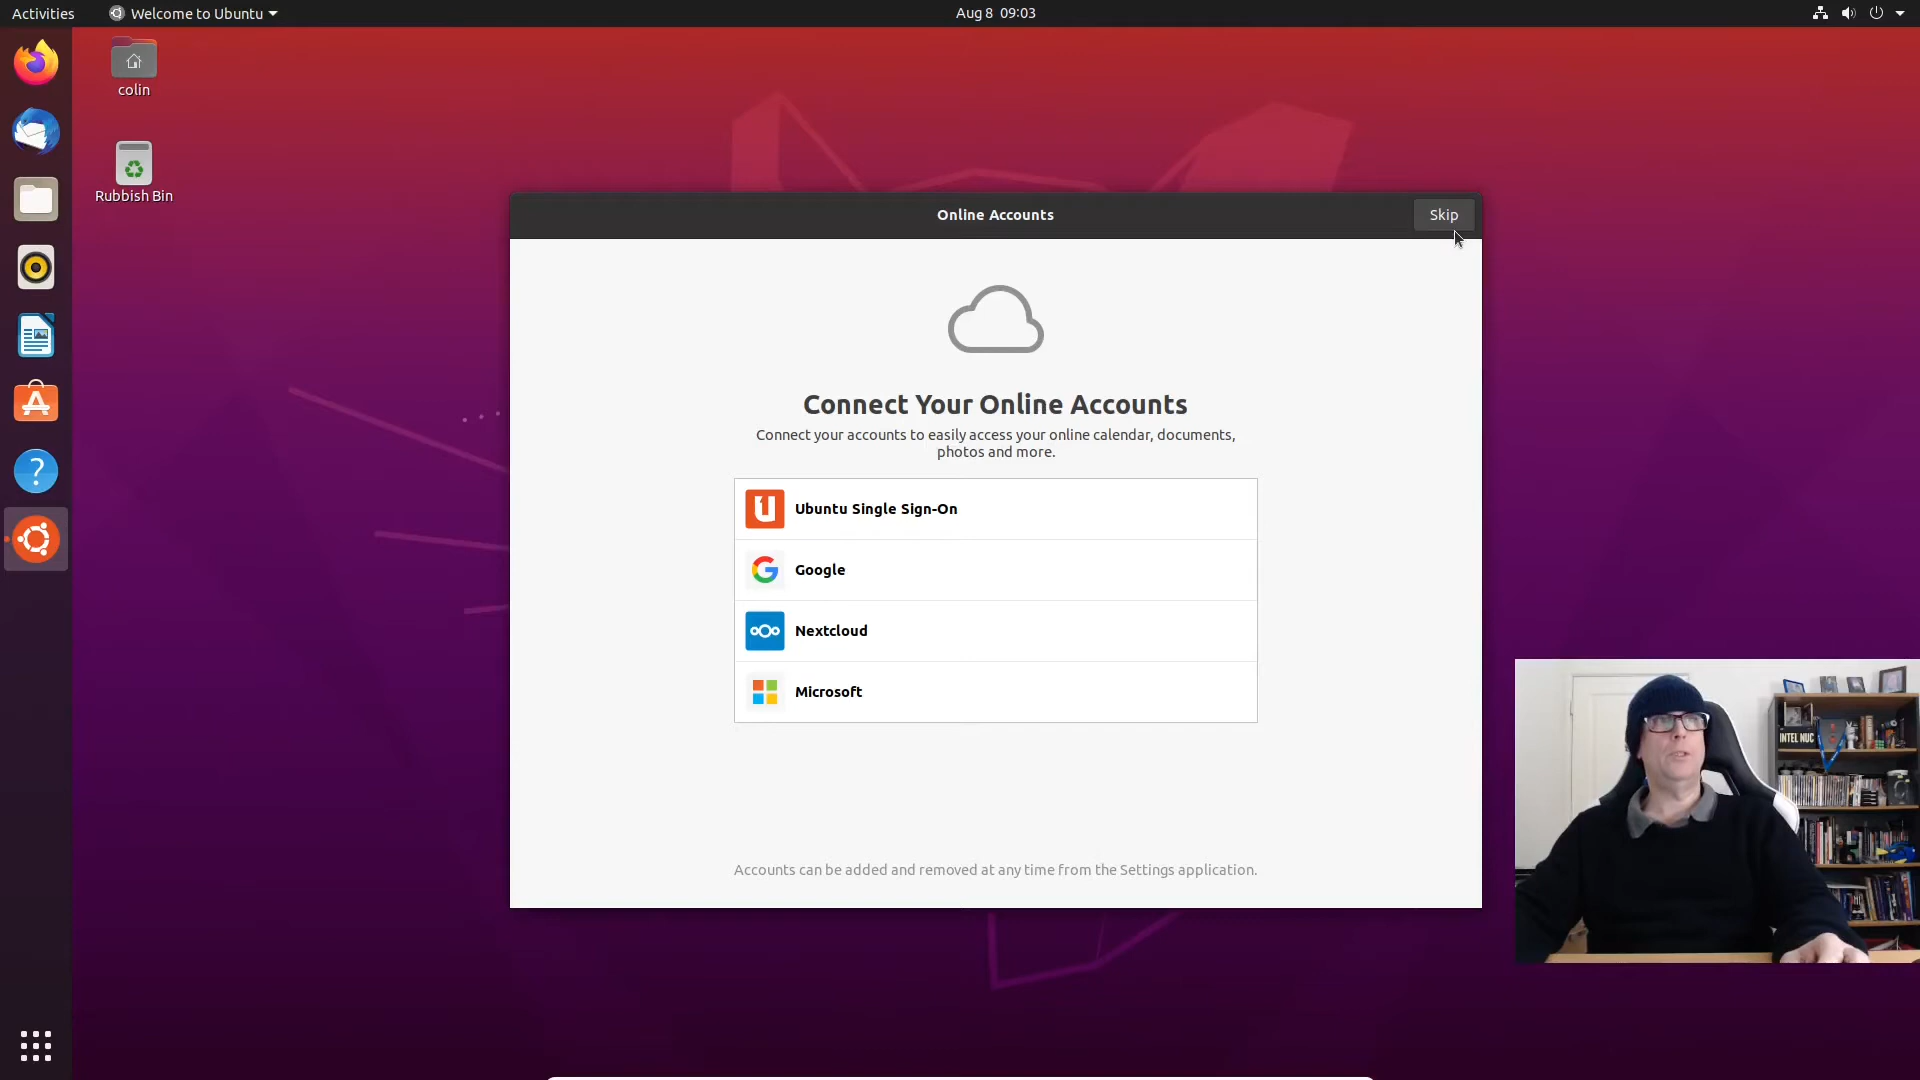 Activities
Welcome to Ubuntu
Aug 8 09:03
colin
Rubbish Bin
Online Accounts
Skip
Connect Your Online Accounts
Connect your accounts to easily access your online calendar, documents,
photos and more.
Ubuntu Single Sign-On
Google
Nextcloud
Microsoft
Accounts can be added and removed at any time from the Settings application.
INTEL NUC